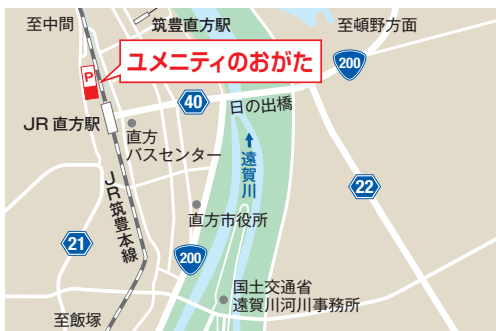 至中間
筑豊直方駅
至頓野方面
P
ユメニティのおがた
200
40
日の出橋
JR 直方駅
直方
バスセンター
↑遠賀川
JR筑豊本線
22
直方市役所
21
200
国土交通省
遠賀川河川事務所
至飯塚